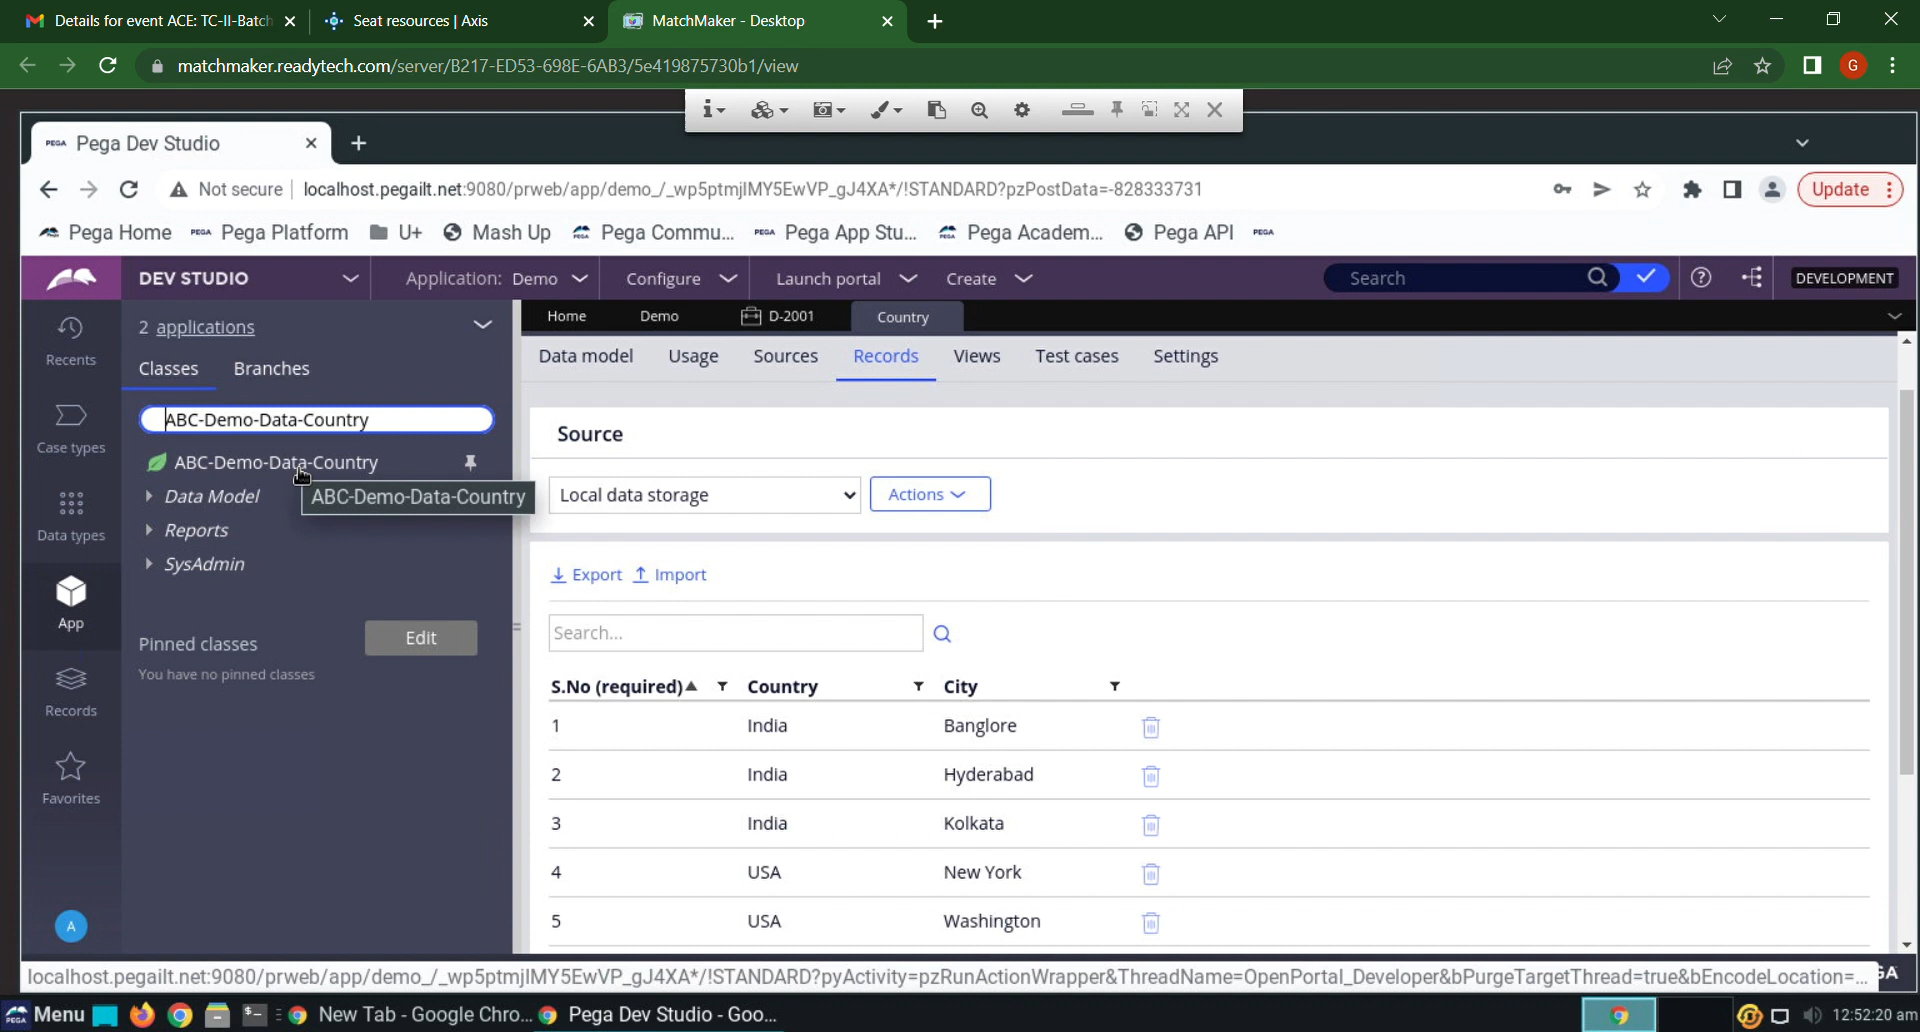 Details for event ACE: TC-II-Batch
Seat resources | Axis
MatchMaker - Desktop
matchmaker.readytech.com/server/B217-ED53-698E-6AB3/5e419875730b1/view
G
PEGA Pega Dev Studio
Not secure
localhost.pegailt.net:9080/prweb/app/demo_/_wp5ptmjlMY5EwVP_gJ4XA*/!STANDARD?pzPostData=-828333731
Update
Pega Home
PEGA Pega Platform
U+
Mash Up
Pega Commu...
PEGA Pega App Stu...
Pega Academ...
Pega API
PEGA
DEV STUDIO
Application: Demo
Configure
Launch portal
Create
Search
DEVELOPMENT
Recents
Case types
Data types
App
Records
Favorites
A
2 applications
Classes
Branches
ABC-Demo-Data-Country
ABC-Demo-Data-Country
Data Model
ABC-Demo-Data-Country
Reports
SysAdmin
Pinned classes
Edit
You have no pinned classes
Home
Demo
D-2001
Country
Data model
Usage
Sources
Records
Views
Test cases
Settings
Source
Local data storage
Actions
Export
Import
Search...
S.No (required)
Country
City
1 India Banglore
2 India Hyderabad
3 India Kolkata
4 USA New York
5 USA Washington
localhost.pegailt.net:9080/prweb/app/demo_/_wp5ptmjlMY5EwVP_gJ4XA*/!STANDARD?pyActivity=pzRunActionWrapper&ThreadName=OpenPortal_Developer&bPurgeTargetThread=true&bEncodeLocation=...
GA
PEGA Menu
New Tab - Google Chro...
Pega Dev Studio - Goo...
12:52:20 am